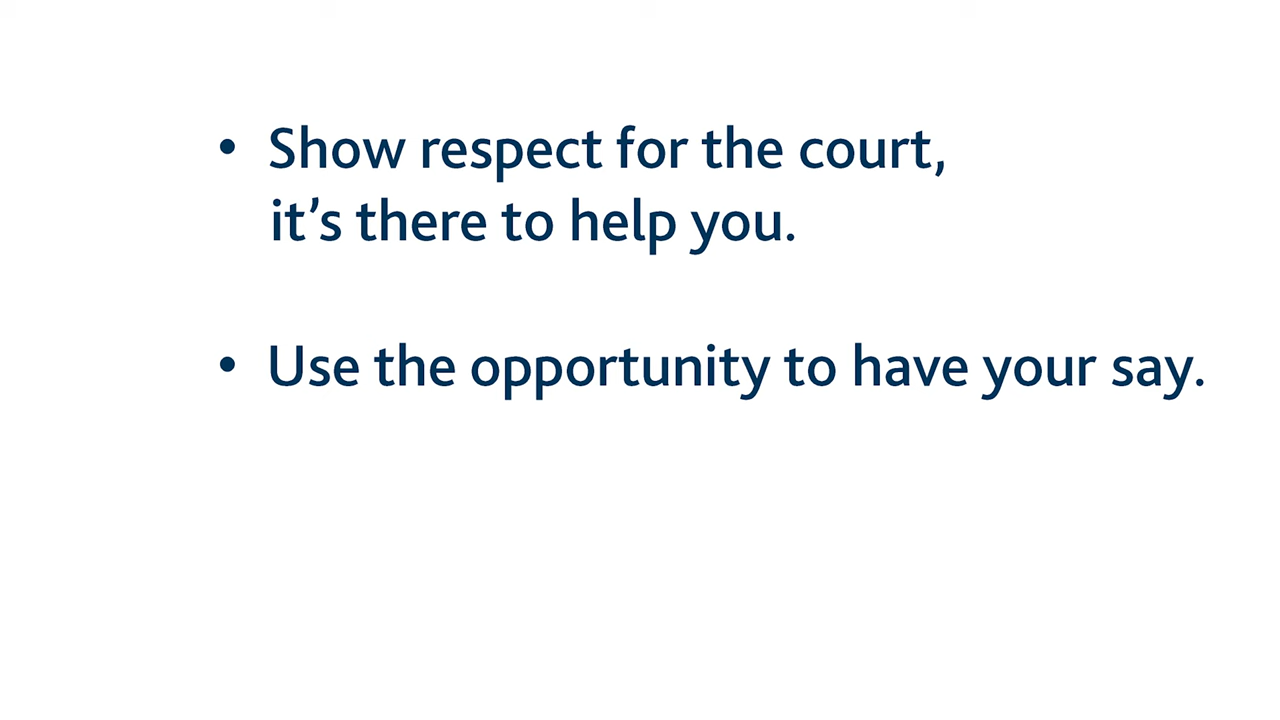 • Show respect for the court,
it’s there to help you.
• Use the opportunity to have your say.